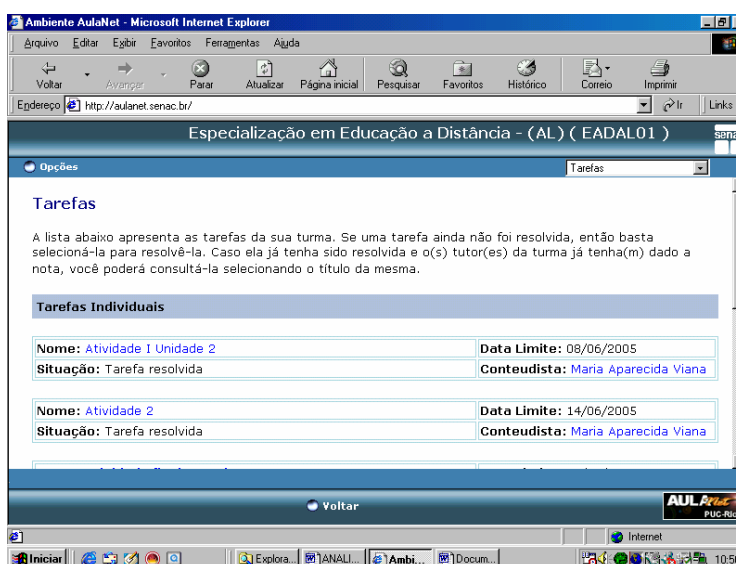 Ambiente AulaNet - Microsoft Internet Explorer
Arquivo Editar Exibir Favoritos Ferramentas Ajuda
Voltar Avançar Parar Atualizar Página inicial Pesquisar Favoritos Histórico Correio Imprimir
Endereço http://aulanet.senac.br/ Ir Links
Especialização em Educação a Distância - (AL) ( EADAL01 )
Opções Tarefas
Tarefas
A lista abaixo apresenta as tarefas da sua turma. Se uma tarefa ainda não foi resolvida, então basta
selecioná-la para resolvê-la. Caso ela já tenha sido resolvida e o(s) tutor(es) da turma já tenha(m) dado a
nota, você poderá consultá-la selecionando o título da mesma.
Tarefas Individuais
Nome: Atividade I Unidade 2 Data Limite: 08/06/2005
Situação: Tarefa resolvida Conteudista: Maria Aparecida Viana
Nome: Atividade 2 Data Limite: 14/06/2005
Situação: Tarefa resolvida Conteudista: Maria Aparecida Viana
Voltar AULANet
PUC-Rio
Internet
Iniciar Explora... ANALI... Ambi... Docum...